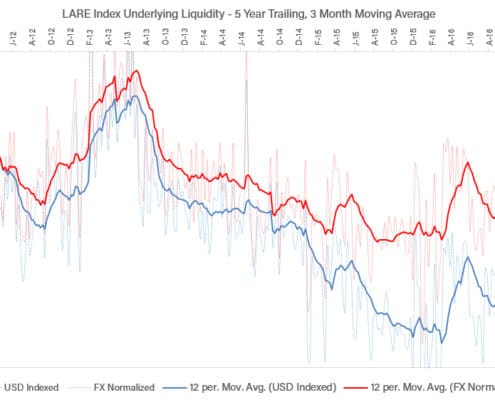 LARE Index Underlying Liquidity - 5 Year Trailing, 3 Month Moving Average
J-12 A-12 O-12 D-12 F-13 A-13 J-13 A-13 O-13 D-13 F-14 A-14 J-14 A-14 O-14 D-14 F-15 A-15 J-15 A-15 O-15 D-15 F-16 A-16 J-16 A-16
USD Indexed FX Normalized 12 per. Mov. Avg. (USD Indexed) 12 per. Mov. Avg. (FX Norma